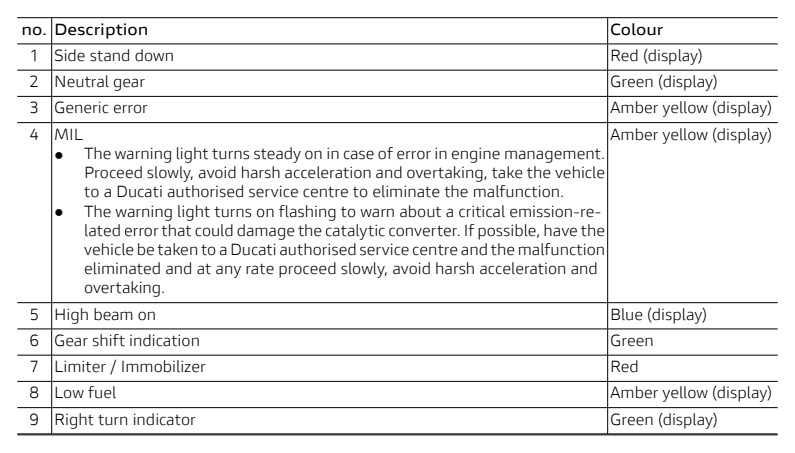 no. Description Colour
1 Side stand down Red (display)
2 Neutral gear Green (display)
3 Generic error Amber yellow (display)
4 MIL Amber yellow (display)
● The warning light turns steady on in case of error in engine management.
Proceed slowly, avoid harsh acceleration and overtaking, take the vehicle
to a Ducati authorised service centre to eliminate the malfunction.
● The warning light turns on flashing to warn about a critical emission-re-
lated error that could damage the catalytic converter. If possible, have the
vehicle be taken to a Ducati authorised service centre and the malfunction
eliminated and at any rate proceed slowly, avoid harsh acceleration and
overtaking.
5 High beam on Blue (display)
6 Gear shift indication Green
7 Limiter / Immobilizer Red
8 Low fuel Amber yellow (display)
9 Right turn indicator Green (display)